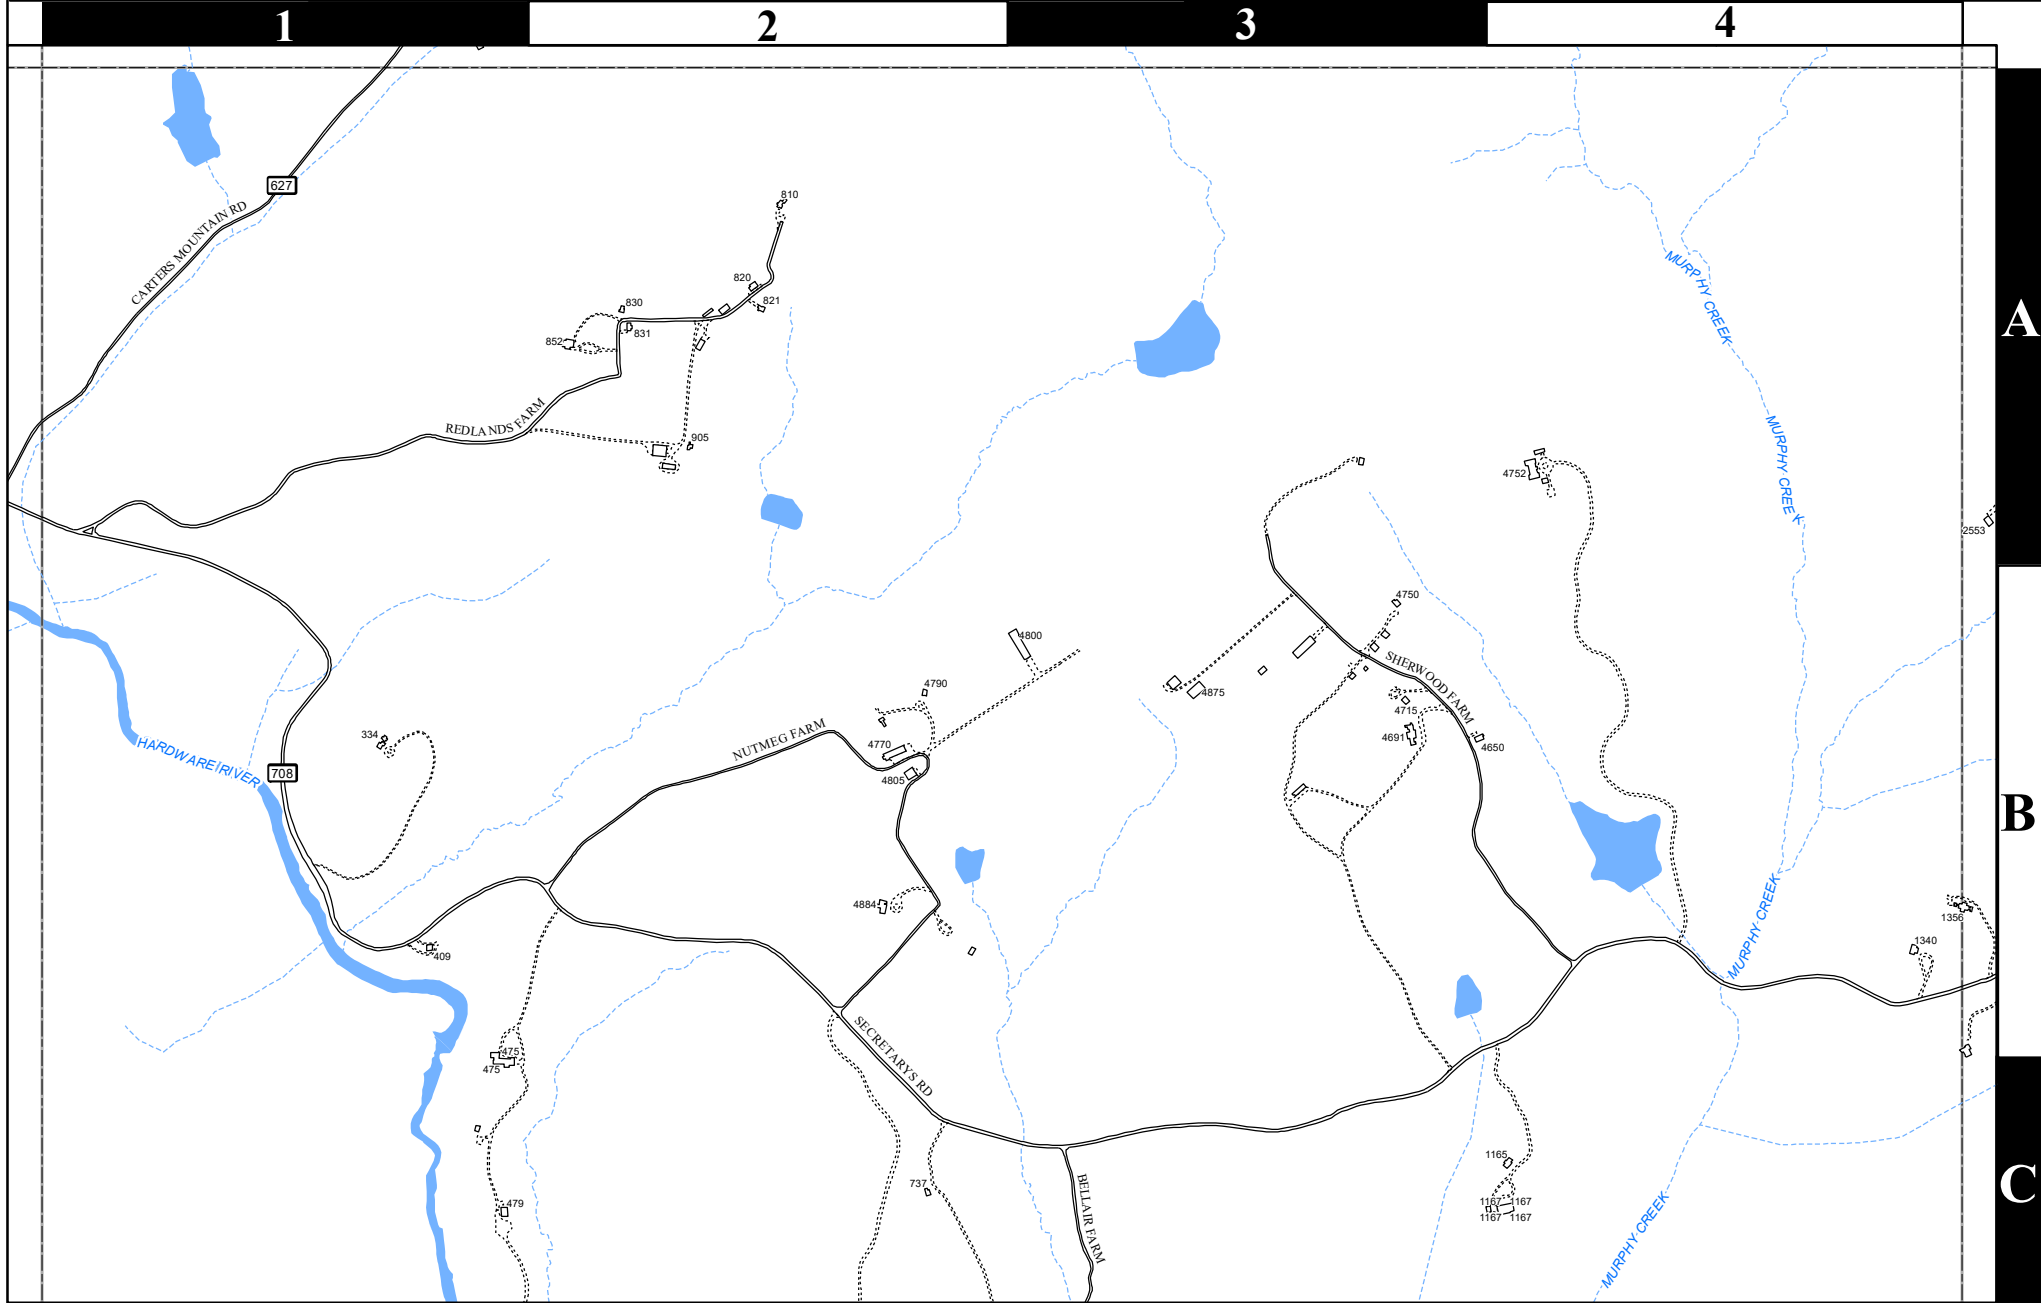 1
2
3
4
627
CARTERS MOUNTAIN RD
810
820
821
830
831
852
A
MURPHY CREEK
REDLANDS FARM
905
MURPHY CREEK
4752
2553
4750
4800
SHERWOOD FARM
4790
4875
4715
334
NUTMEG FARM
4691
4650
HARDWARE RIVER
4770
708
4805
B
4884
1356
MURPHY CREEK
409
1340
SECRETARYS RD
475
475
1165
737
BELLAIR FARM
C
479
1167
1167
1167
1167
MURPHY CREEK